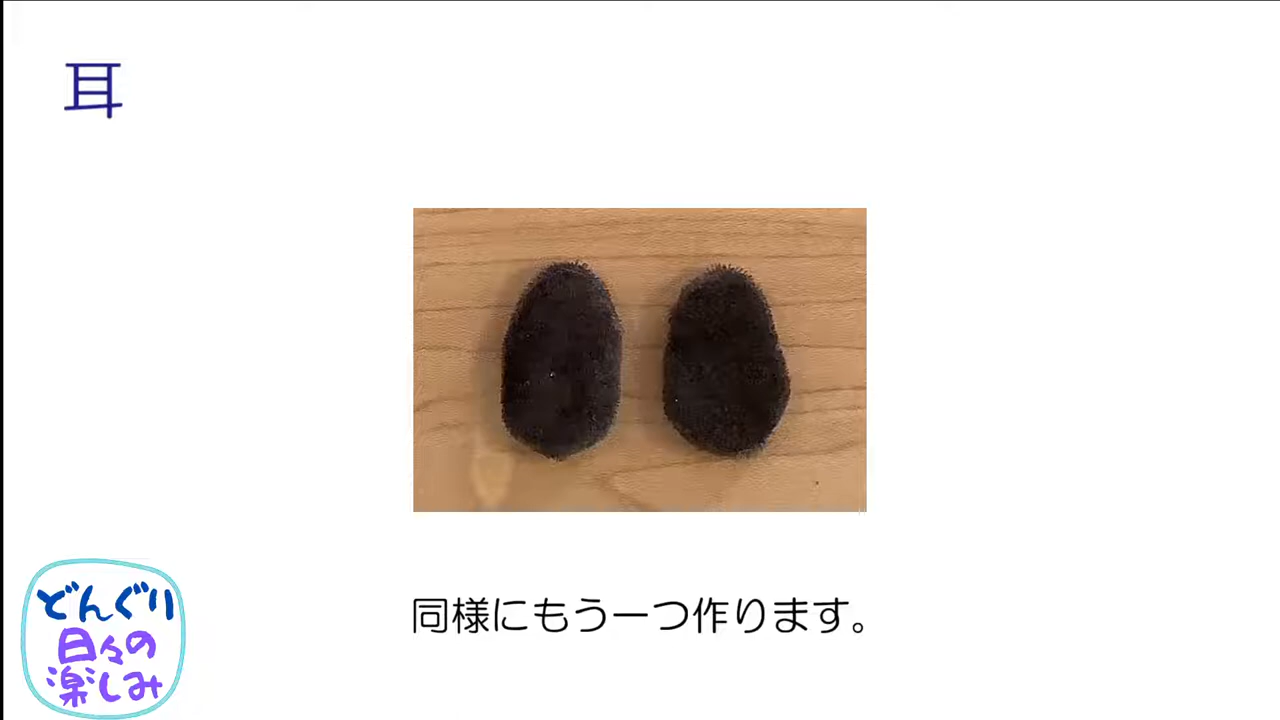 耳
同様にもう一つ作ります。
どんぐり
日々の
楽しみ